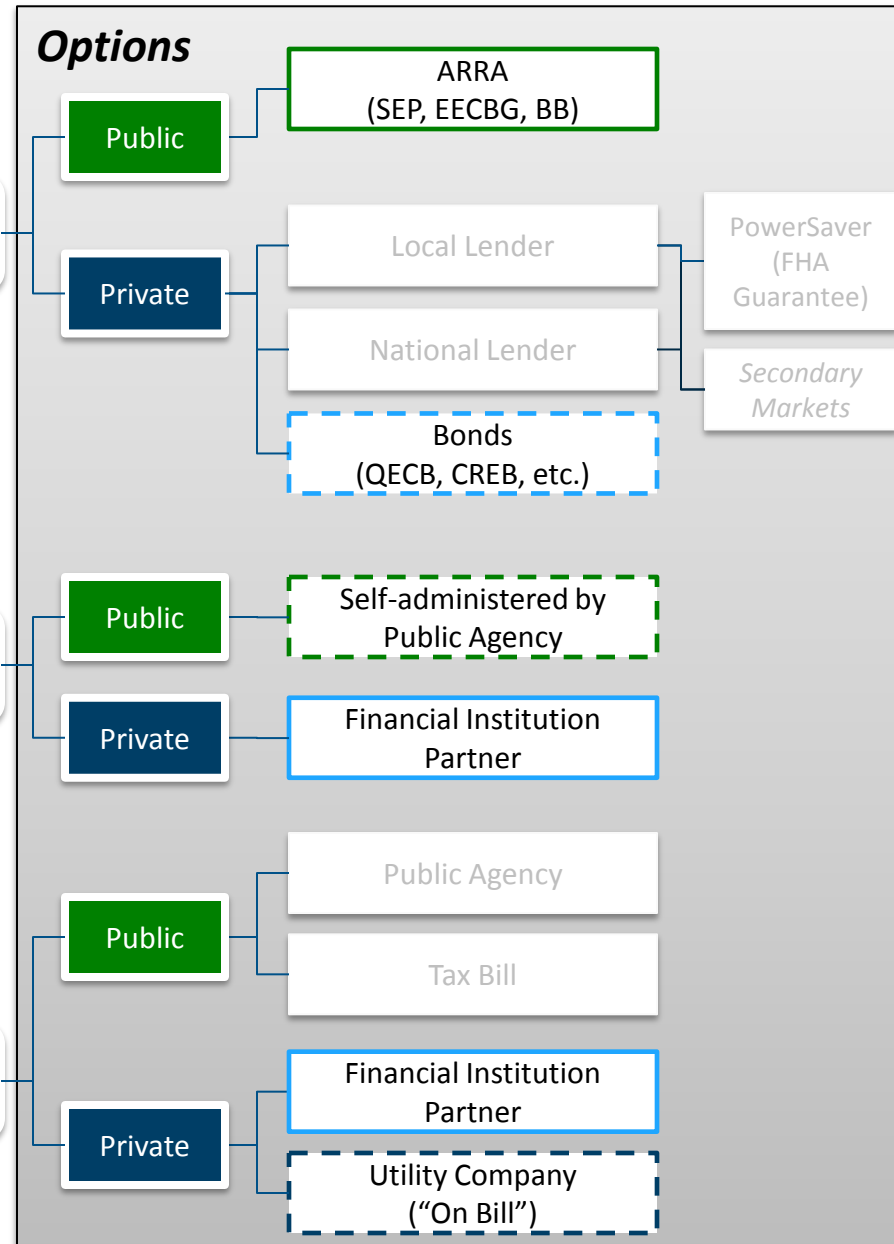 Options
Public
ARRA
(SEP, EECBG, BB)
Private
Local Lender
National Lender
Bonds
(QECB, CREB, etc.)
PowerSaver
(FHA
Guarantee)
Secondary
Markets
Public
Self-administered by
Public Agency
Private
Financial Institution
Partner
Public
Public Agency
Tax Bill
Private
Financial Institution
Partner
Utility Company
(“On Bill”)